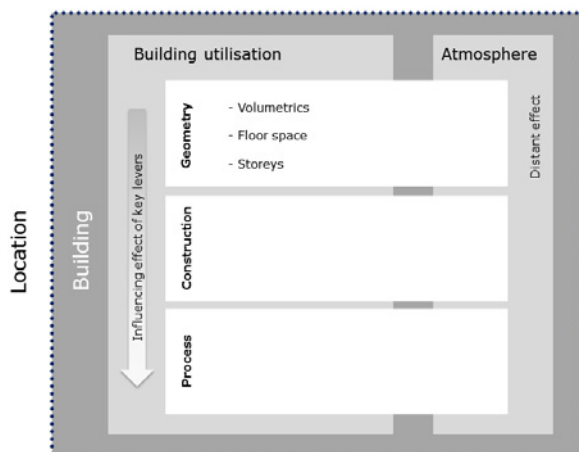 Building utilisation
Atmosphere
Geometry
- Volumetrics
- Floor space
- Storeys
Distant effect
Location
Building
Influencing effect of key levers
Construction
Process